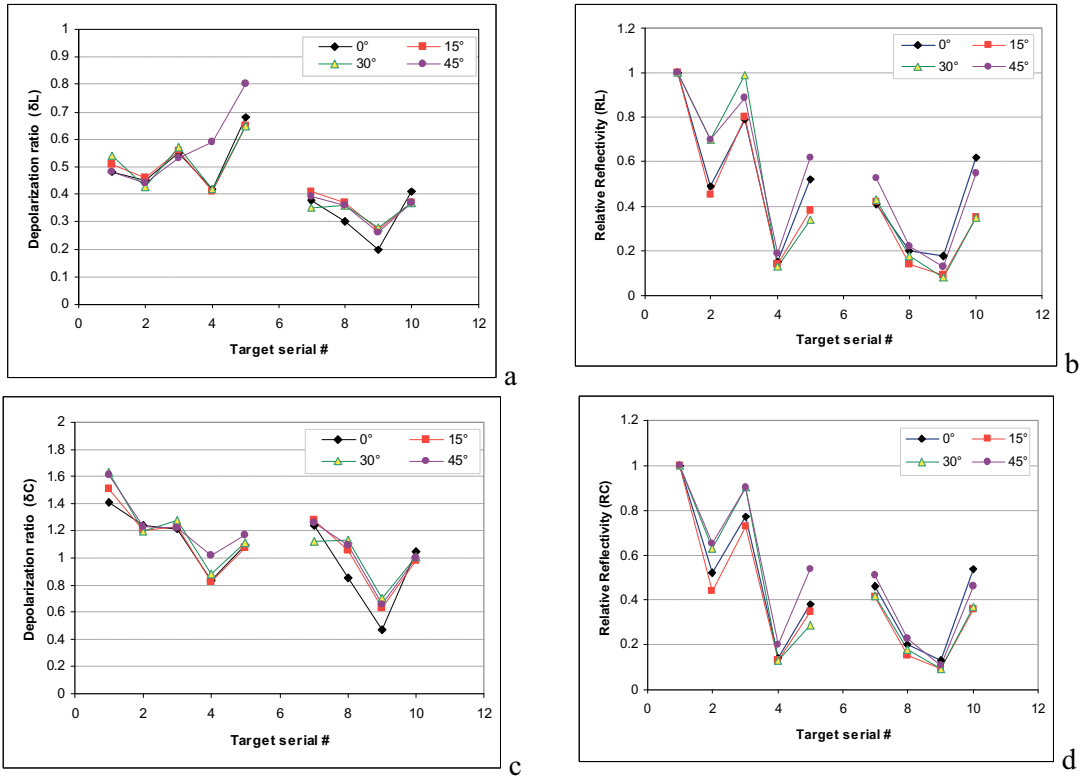 Depolarization ratio (δL)
1
0.9
0.8
0.7
0.6
0.5
0.4
0.3
0.2
0.1
0
0 2 4 6 8 10 12
Target serial #
0° 15°
30° 45°
a
Relative Reflectivity (RL)
1.2
1
0.8
0.6
0.4
0.2
0
0 2 4 6 8 10 12
Target serial #
0° 15°
30° 45°
b
Depolarization ratio (δC)
2
1.8
1.6
1.4
1.2
1
0.8
0.6
0.4
0.2
0
0 2 4 6 8 10 12
Target serial #
0° 15°
30° 45°
c
Relative Reflectivity (RC)
1.2
1
0.8
0.6
0.4
0.2
0
0 2 4 6 8 10 12
Target serial #
0° 15°
30° 45°
d